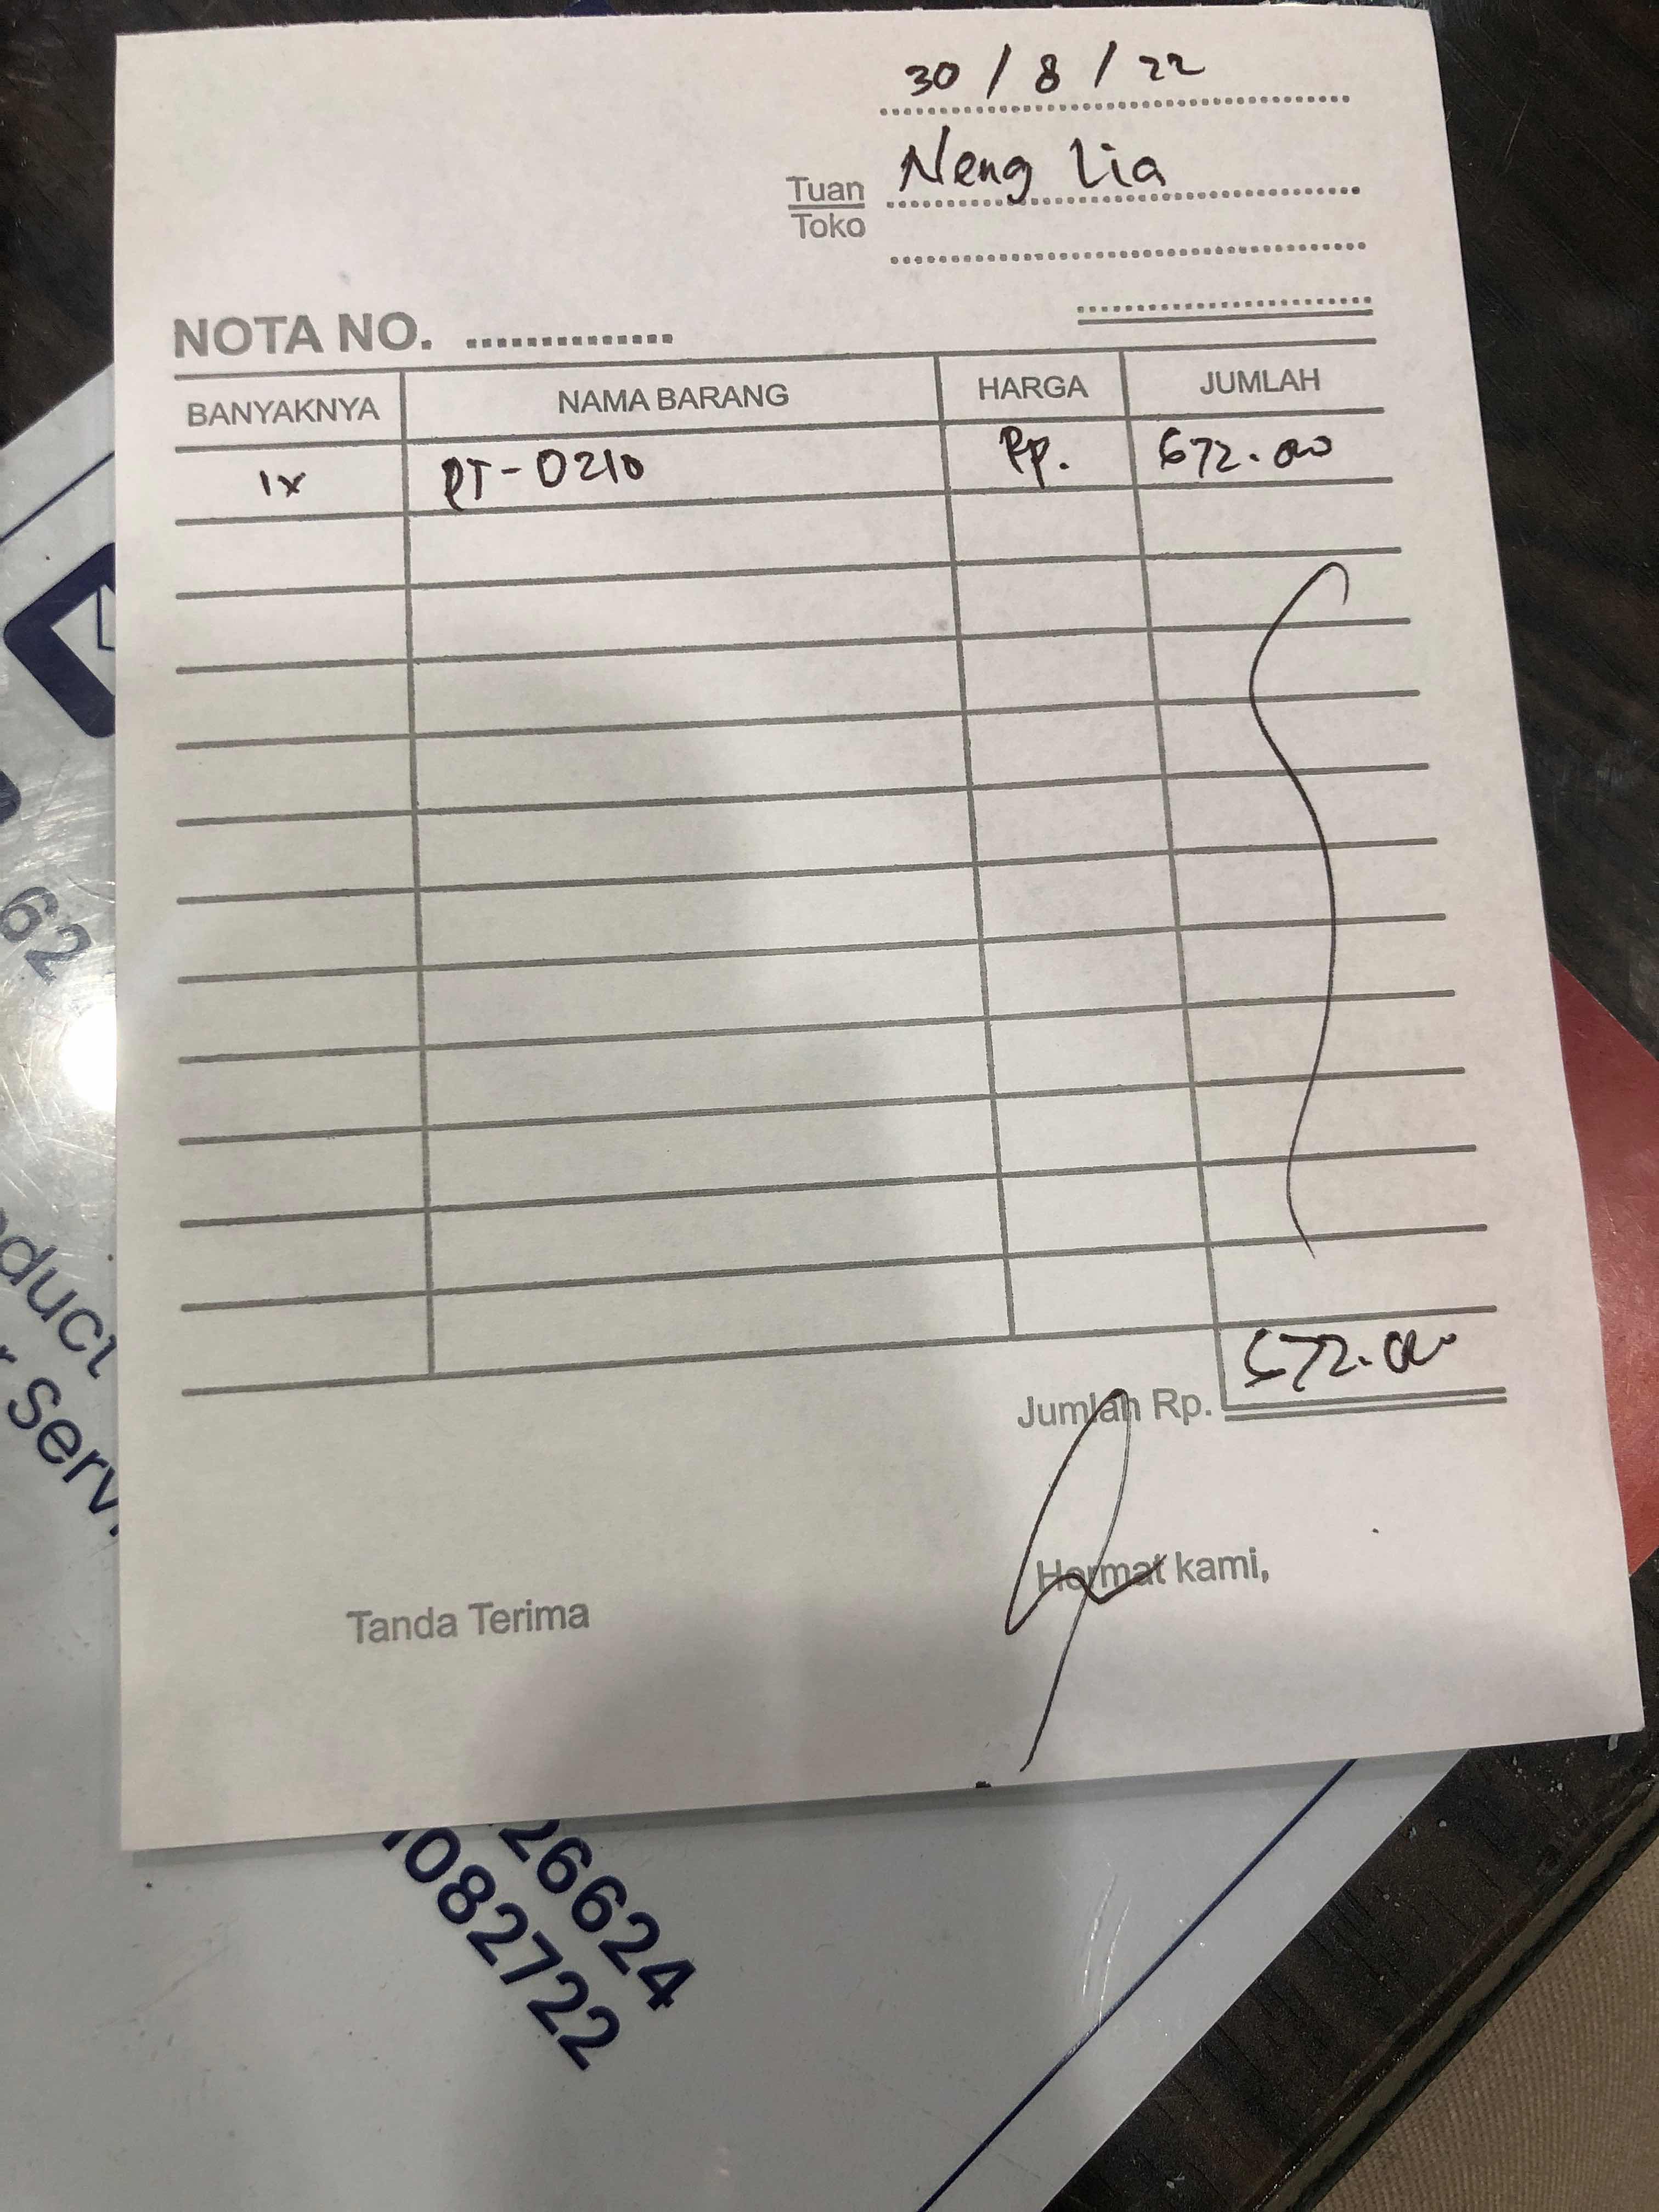 30 / 8 / 22
Tuan Neng Lia
Toko
NOTA NO.
BANYAKNYA NAMA BARANG HARGA JUMLAH
1x PT-0210 Rp. 672.000
Jumlah Rp. 672.000
Tanda Terima Hormat kami,
62
duct
Serv
26624
1082722